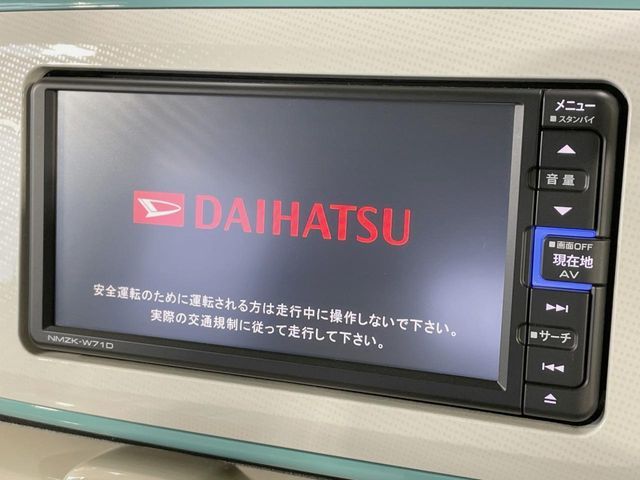 DAIHATSU
安全運転のために運転される方は走行中に操作しないで下さい。
実際の交通規制に従って走行して下さい。
NMZK-W71D
メニュー
スタンバイ
音量
画面OFF
現在地
AV
サーチ